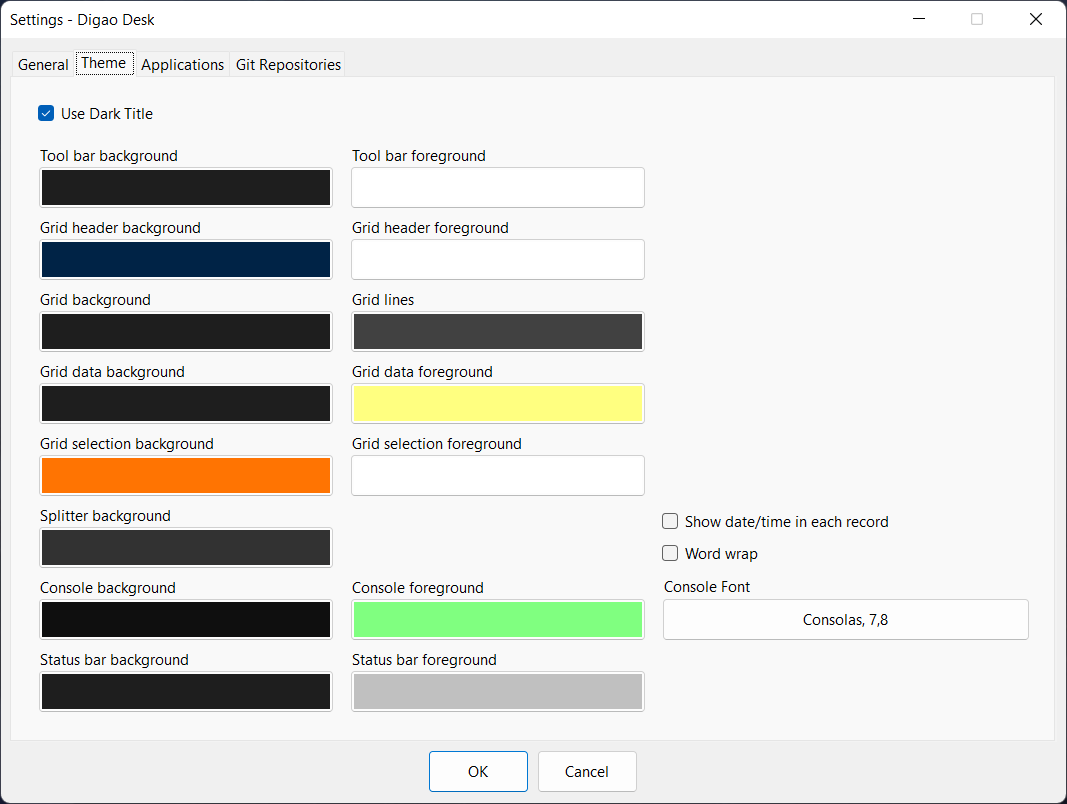 Settings - Digao Desk
General Theme Applications Git Repositories
Use Dark Title
Tool bar background Tool bar foreground
Grid header background Grid header foreground
Grid background Grid lines
Grid data background Grid data foreground
Grid selection background Grid selection foreground
Splitter background
Show date/time in each record
Word wrap
Console background Console foreground Console Font
Consolas, 7,8
Status bar background Status bar foreground
OK Cancel